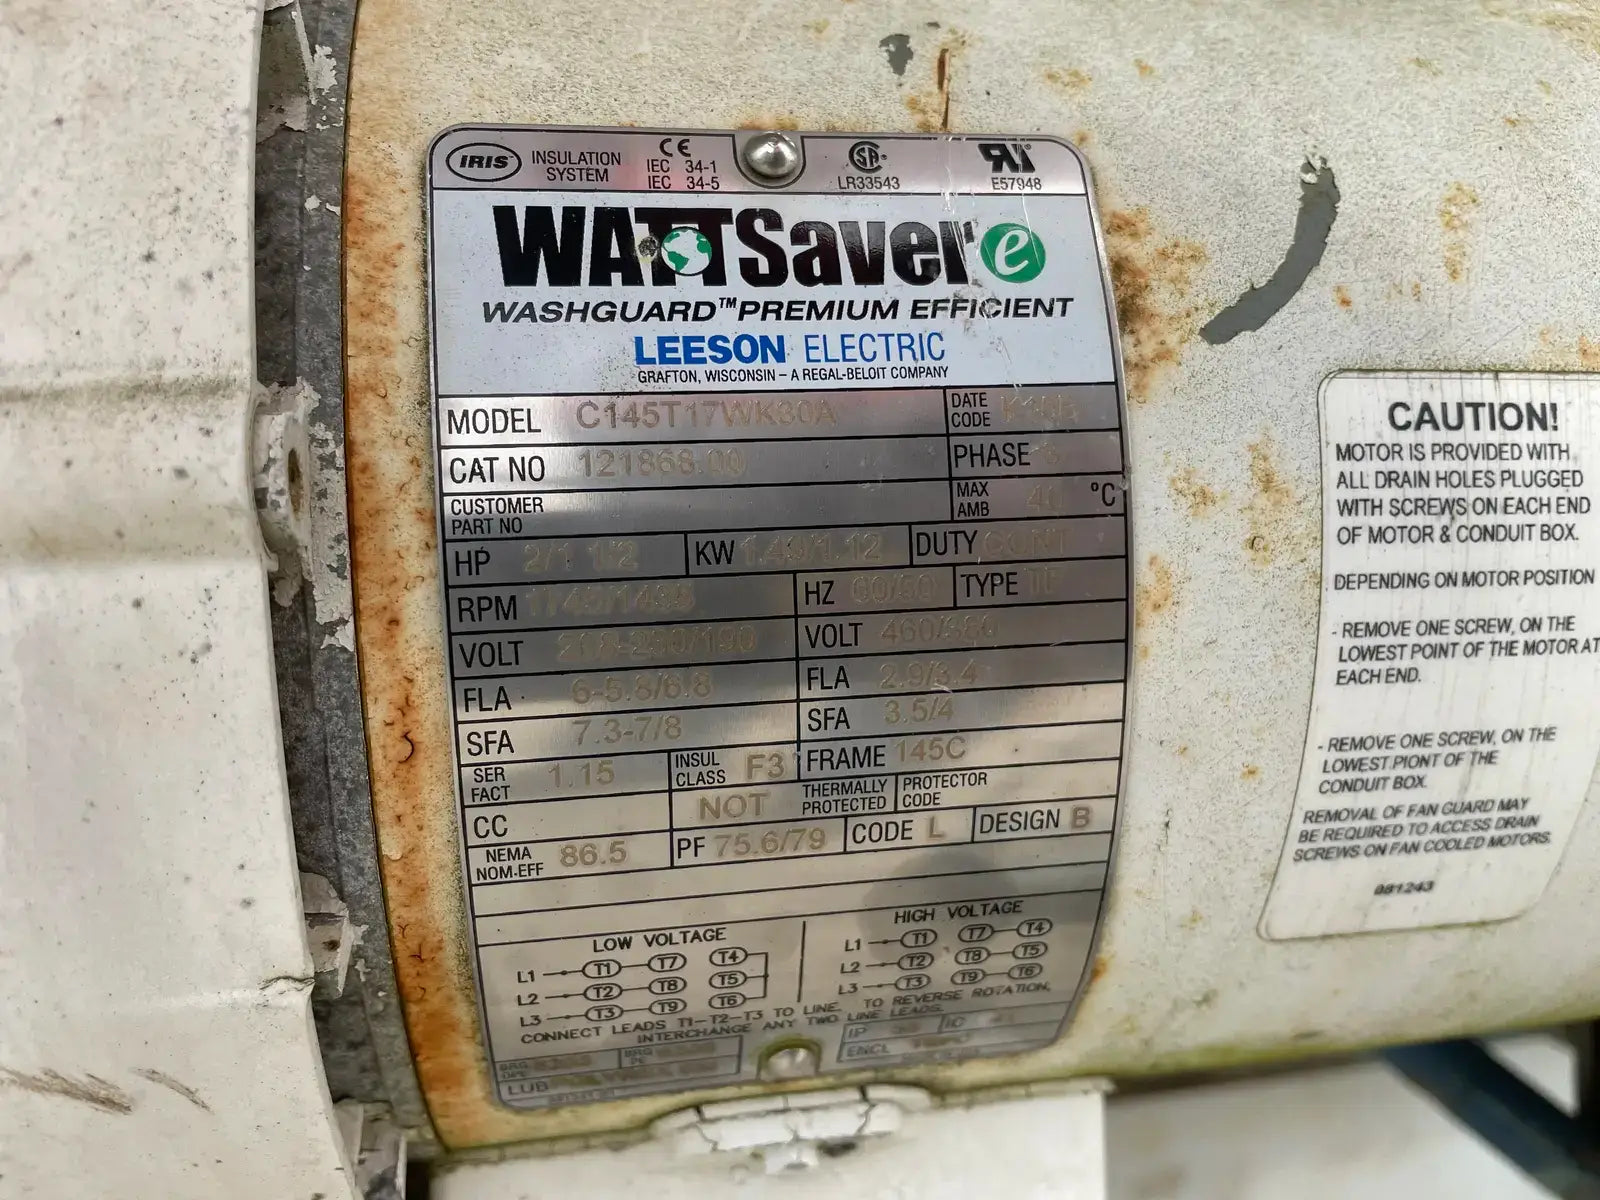 IRIS INSULATION SYSTEM
CE
IEC 34-1
IEC 34-5
LR33543
E57948
WATTSaver e
WASHGUARD™ PREMIUM EFFICIENT
LEESON ELECTRIC
GRAFTON, WISCONSIN – A REGAL-BELOIT COMPANY
MODEL C145T17WK30A DATE CODE
CAT NO 121868.00 PHASE
CUSTOMER PART NO MAX AMB 40 °C
HP 2/1 1/2 KW 1.49/1.12 DUTY CONT
RPM HZ 60/50 TYPE
VOLT 208-230/190 VOLT 460/380
FLA 6-5.8/6.8 FLA 2.9/3.4
SFA 7.3-7/8 SFA 3.5/4
SER FACT 1.15 INSUL CLASS F3 FRAME 145C
CC NOT THERMALLY PROTECTED PROTECTOR CODE
NEMA NOM.EFF 86.5 PF 75.6/79 CODE L DESIGN B
LOW VOLTAGE
L1 T1 T7 T4
L2 T2 T8 T5
L3 T3 T9 T6
HIGH VOLTAGE
L1 T1 T7 T4
L2 T2 T8 T5
L3 T3 T9 T6
CONNECT LEADS T1-T2-T3 TO LINE. TO REVERSE ROTATION,
INTERCHANGE ANY TWO LINE LEADS.
IP IC
ENCL
LUB
CAUTION!
MOTOR IS PROVIDED WITH
ALL DRAIN HOLES PLUGGED
WITH SCREWS ON EACH END
OF MOTOR & CONDUIT BOX.
DEPENDING ON MOTOR POSITION
- REMOVE ONE SCREW, ON THE
LOWEST POINT OF THE MOTOR AT
EACH END.
- REMOVE ONE SCREW, ON THE
LOWEST PIONT OF THE
CONDUIT BOX.
REMOVAL OF FAN GUARD MAY
BE REQUIRED TO ACCESS DRAIN
SCREWS ON FAN COOLED MOTORS.
081243